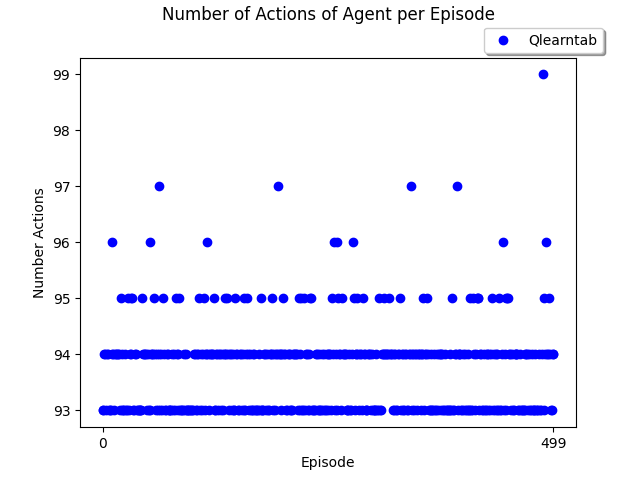 Number of Actions of Agent per Episode
Qlearntab
99
98
97
96
95
94
93
Number Actions
0
499
Episode